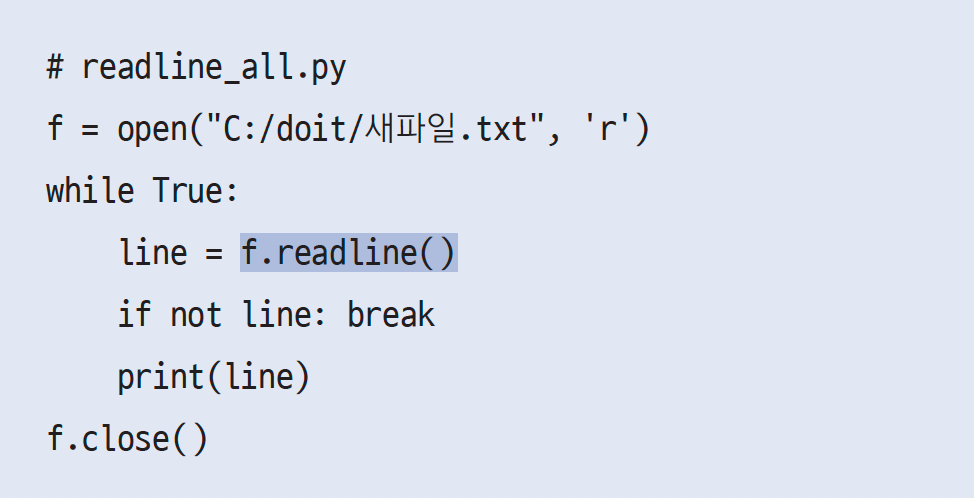 # readline_all.py
f = open("C:/doit/새파일.txt", 'r')
while True:
    line = f.readline()
    if not line: break
    print(line)
f.close()